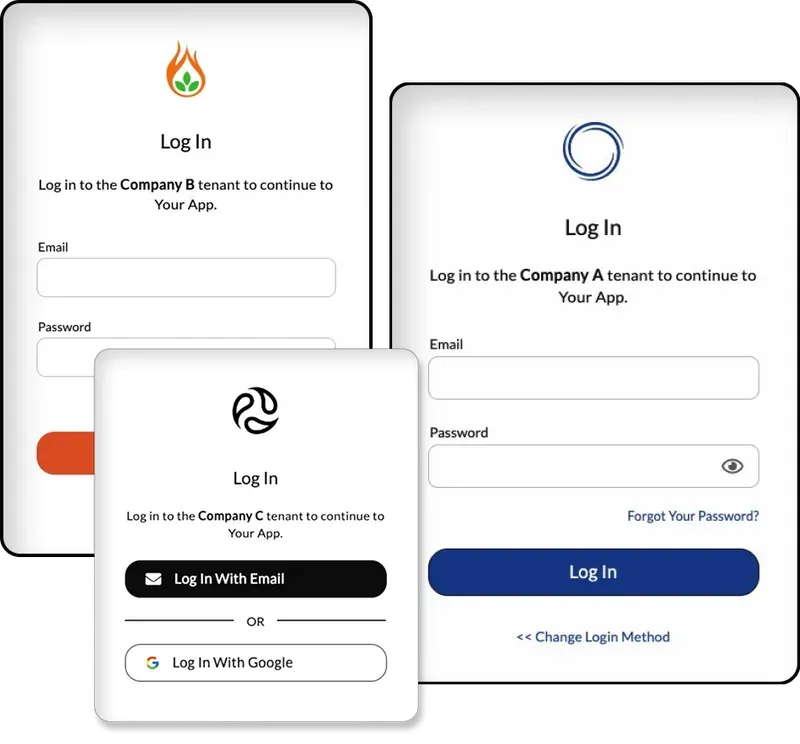 Log In
Log in to the Company B tenant to continue to
Your App.
Email
Password
Log In
Log in to the Company C tenant to continue to
Your App.
Log In With Email
OR
Log In With Google
Log In
Log in to the Company A tenant to continue to
Your App.
Email
Password
Forgot Your Password?
Log In
<< Change Login Method